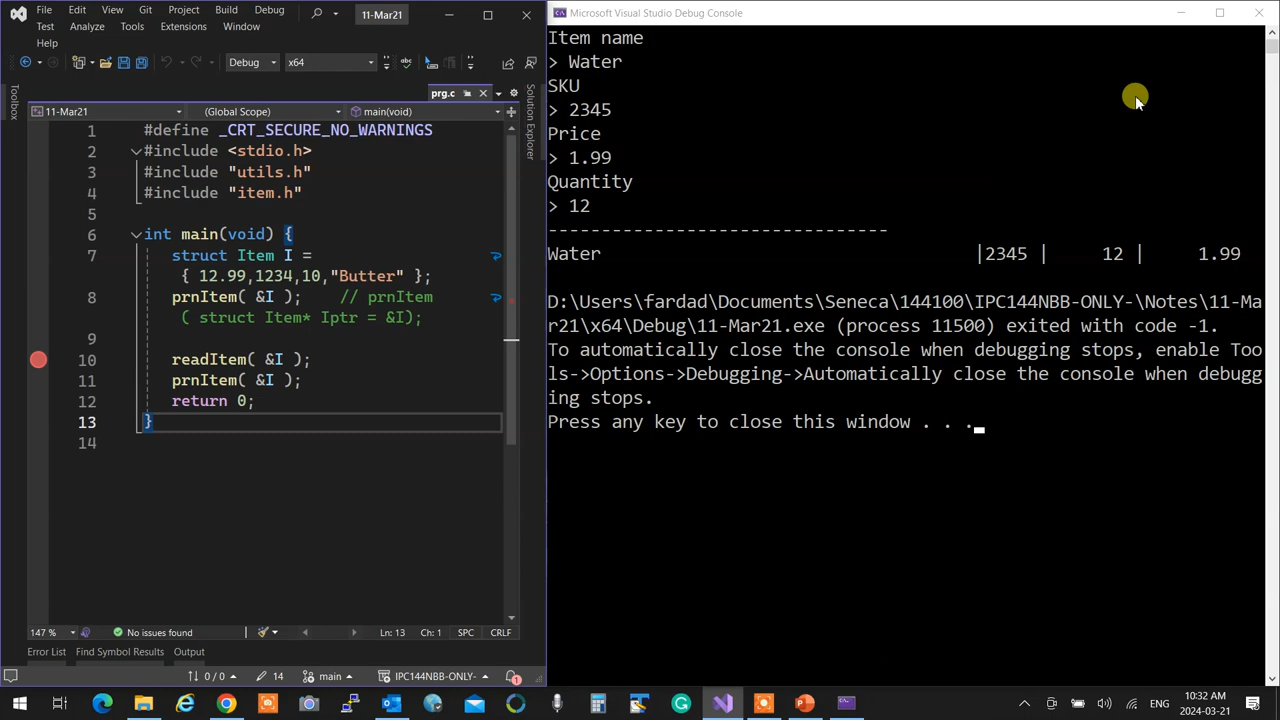 File Edit View Git Project Build Debug
Test Analyze Tools Extensions Window
Help
11-Mar21
Debug x64
prg.c
11-Mar21 (Global Scope) main(void)
Toolbox
Solution Explorer
1 #define _CRT_SECURE_NO_WARNINGS
2 #include <stdio.h>
3 #include "utils.h"
4 #include "item.h"
5
6 int main(void) {
7 struct Item I =
{ 12.99,1234,10,"Butter" };
8 prnItem( &I ); // prnItem
( struct Item* Iptr = &I);
9
10 readItem( &I );
11 prnItem( &I );
12 return 0;
13 }
14
147 % No issues found Ln: 13 Ch: 1 SPC CRLF
Error List Find Symbol Results Output
0 / 0 14 main IPC144NBB-ONLY- 1
Microsoft Visual Studio Debug Console
Item name
> Water
SKU
> 2345
Price
> 1.99
Quantity
> 12
--------------------------------
Water |2345 | 12 | 1.99
D:\Users\fardad\Documents\Seneca\144100\IPC144NBB-ONLY-\Notes\11-Ma
r21\x64\Debug\11-Mar21.exe (process 11500) exited with code -1.
To automatically close the console when debugging stops, enable Too
ls->Options->Debugging->Automatically close the console when debugg
ing stops.
Press any key to close this window . . .
ENG
10:32 AM
2024-03-21